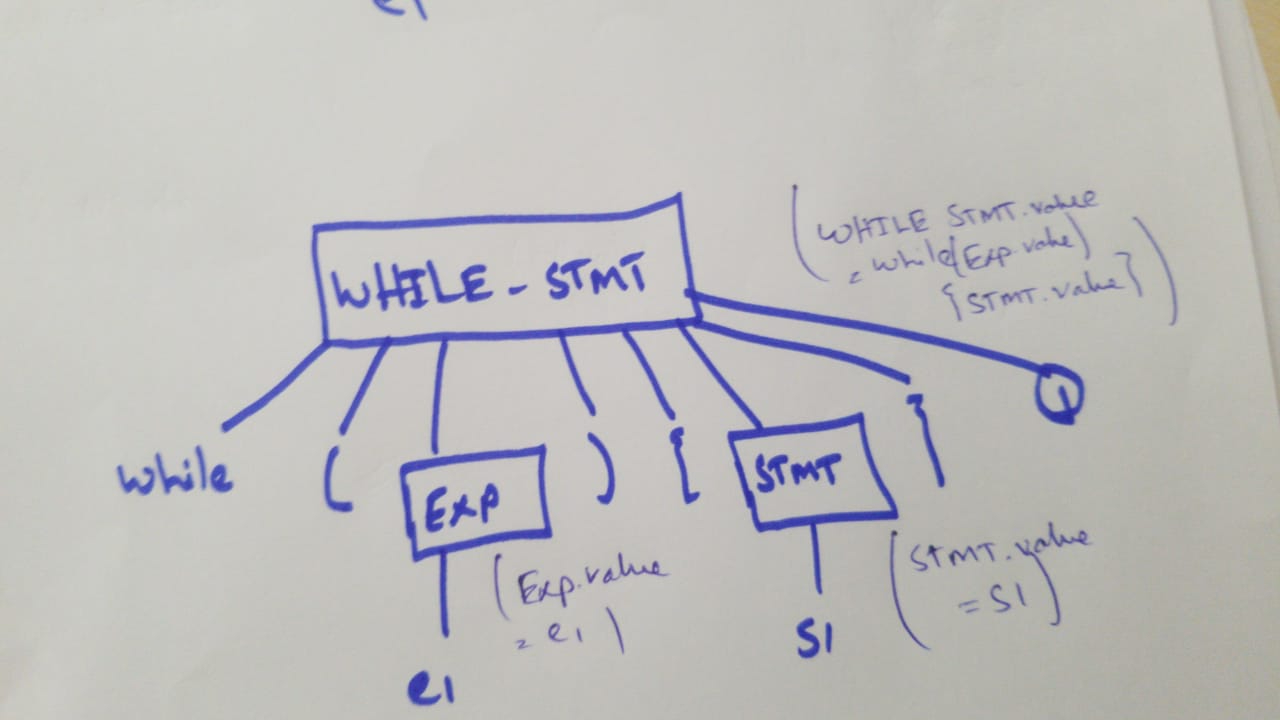 e1
WHILE STMT.value
= while(Exp.value)
{STMT.value}
WHILE - STMT
while
(
Exp
)
{
STMT
}
(Exp.value
= e1)
(STMT.value
= S1)
e1
S1